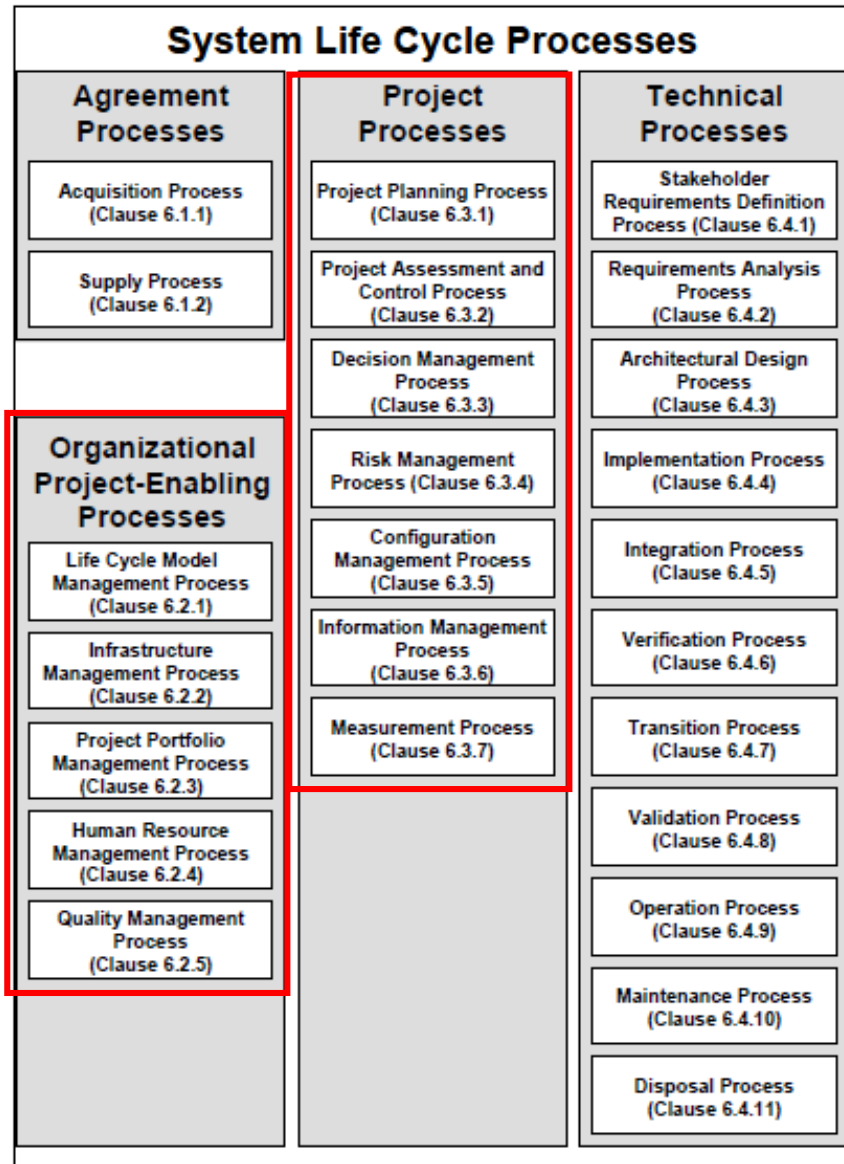 System Life Cycle Processes
Agreement
Processes
Acquisition Process
(Clause 6.1.1)
Supply Process
(Clause 6.1.2)
Organizational
Project-Enabling
Processes
Life Cycle Model
Management Process
(Clause 6.2.1)
Infrastructure
Management Process
(Clause 6.2.2)
Project Portfolio
Management Process
(Clause 6.2.3)
Human Resource
Management Process
(Clause 6.2.4)
Quality Management
Process
(Clause 6.2.5)
Project
Processes
Project Planning Process
(Clause 6.3.1)
Project Assessment and
Control Process
(Clause 6.3.2)
Decision Management
Process
(Clause 6.3.3)
Risk Management
Process (Clause 6.3.4)
Configuration
Management Process
(Clause 6.3.5)
Information Management
Process
(Clause 6.3.6)
Measurement Process
(Clause 6.3.7)
Technical
Processes
Stakeholder
Requirements Definition
Process (Clause 6.4.1)
Requirements Analysis
Process
(Clause 6.4.2)
Architectural Design
Process
(Clause 6.4.3)
Implementation Process
(Clause 6.4.4)
Integration Process
(Clause 6.4.5)
Verification Process
(Clause 6.4.6)
Transition Process
(Clause 6.4.7)
Validation Process
(Clause 6.4.8)
Operation Process
(Clause 6.4.9)
Maintenance Process
(Clause 6.4.10)
Disposal Process
(Clause 6.4.11)